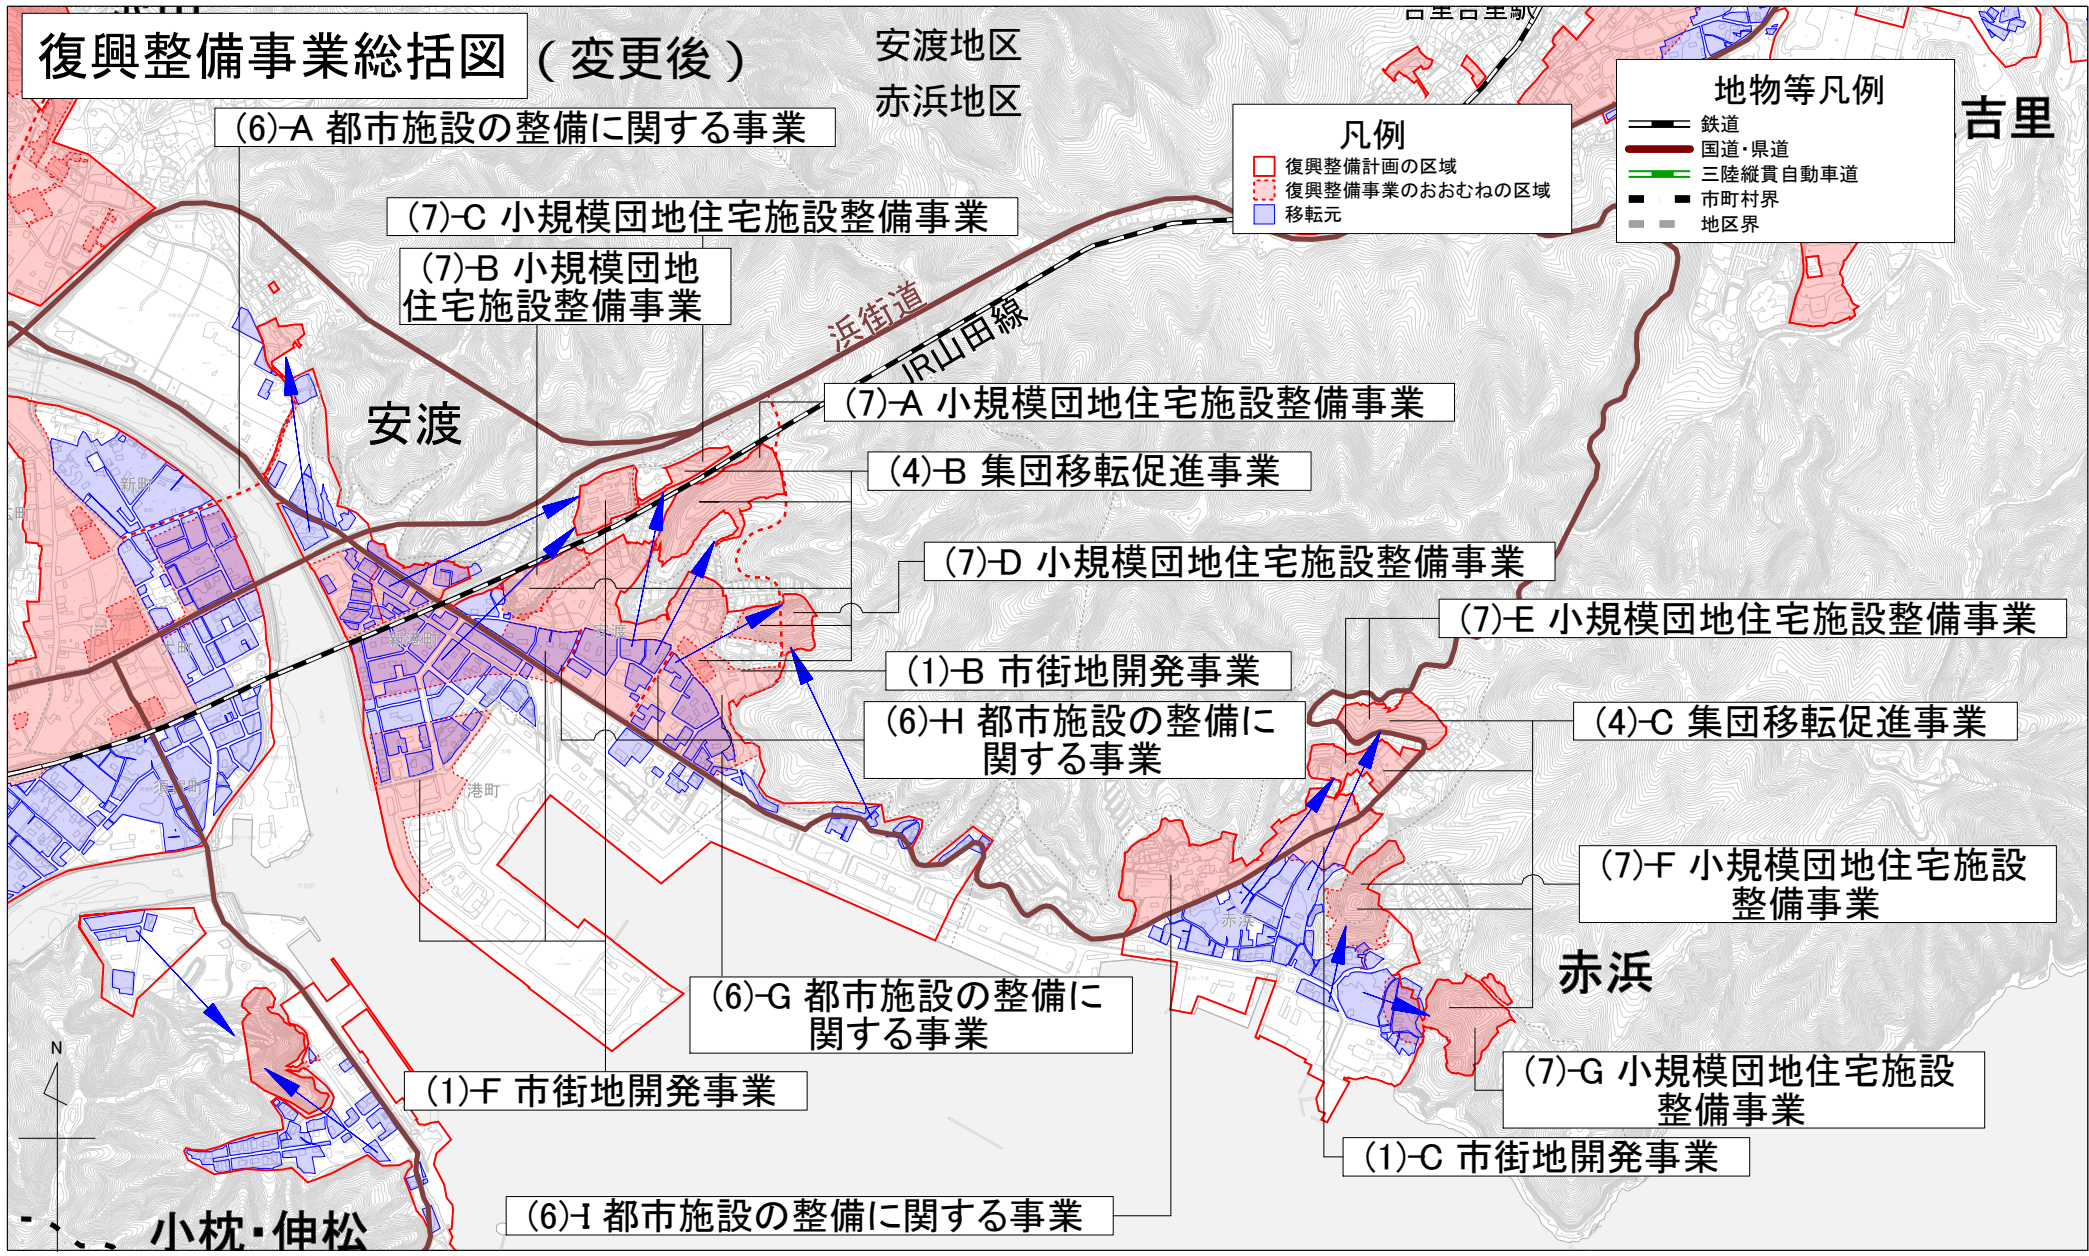 復興整備事業総括図
(変更後)
安渡地区
赤浜地区
吉里吉里駅
(6)-A 都市施設の整備に関する事業
凡例
復興整備計画の区域
復興整備事業のおおむねの区域
移転元
地物等凡例
鉄道
国道・県道
三陸縦貫自動車道
市町村界
地区界
吉里
(7)-C 小規模団地住宅施設整備事業
(7)-B 小規模団地
住宅施設整備事業
浜街道
JR山田線
安渡
(7)-A 小規模団地住宅施設整備事業
(4)-B 集団移転促進事業
新町
(7)-D 小規模団地住宅施設整備事業
(7)-E 小規模団地住宅施設整備事業
安渡
大町
(1)-B 市街地開発事業
(6)-H 都市施設の整備に
関する事業
(4)-C 集団移転促進事業
港町
(7)-F 小規模団地住宅施設
整備事業
赤浜
赤浜
(6)-G 都市施設の整備に
関する事業
(1)-F 市街地開発事業
(7)-G 小規模団地住宅施設
整備事業
(1)-C 市街地開発事業
(6)-I 都市施設の整備に関する事業
N
小枕・伸松